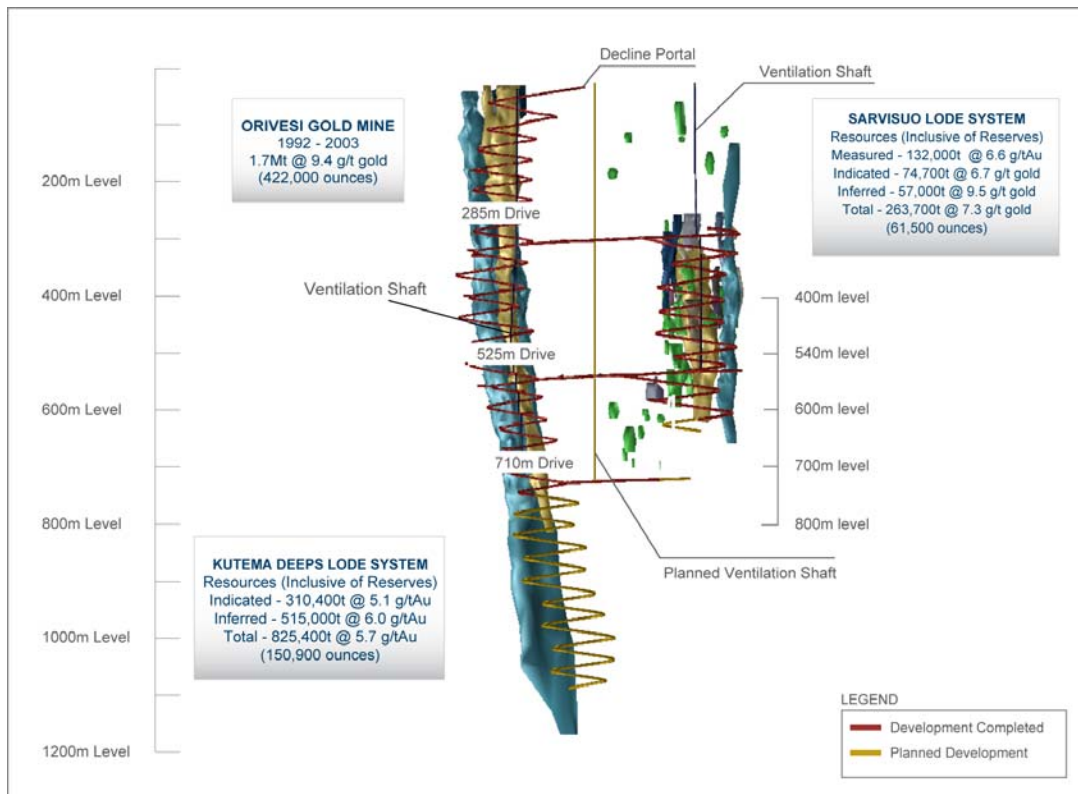 Decline Portal
Ventilation Shaft
ORIVESI GOLD MINE
1992 - 2003
1.7Mt @ 9.4 g/t gold
(422,000 ounces)
SARVISUO LODE SYSTEM
Resources (Inclusive of Reserves)
Measured - 132,000t @ 6.6 g/tAu
Indicated - 74,700t @ 6.7 g/t gold
Inferred - 57,000t @ 9.5 g/t gold
Total - 263,700t @ 7.3 g/t gold
(61,500 ounces)
200m Level
285m Drive
Ventilation Shaft
400m Level
400m level
525m Drive
540m level
600m Level
600m level
710m Drive
700m level
800m Level
800m level
Planned Ventilation Shaft
KUTEMA DEEPS LODE SYSTEM
Resources (Inclusive of Reserves)
Indicated - 310,400t @ 5.1 g/tAu
Inferred - 515,000t @ 6.0 g/tAu
Total - 825,400t @ 5.7 g/tAu
(150,900 ounces)
1000m Level
1200m Level
LEGEND
Development Completed
Planned Development